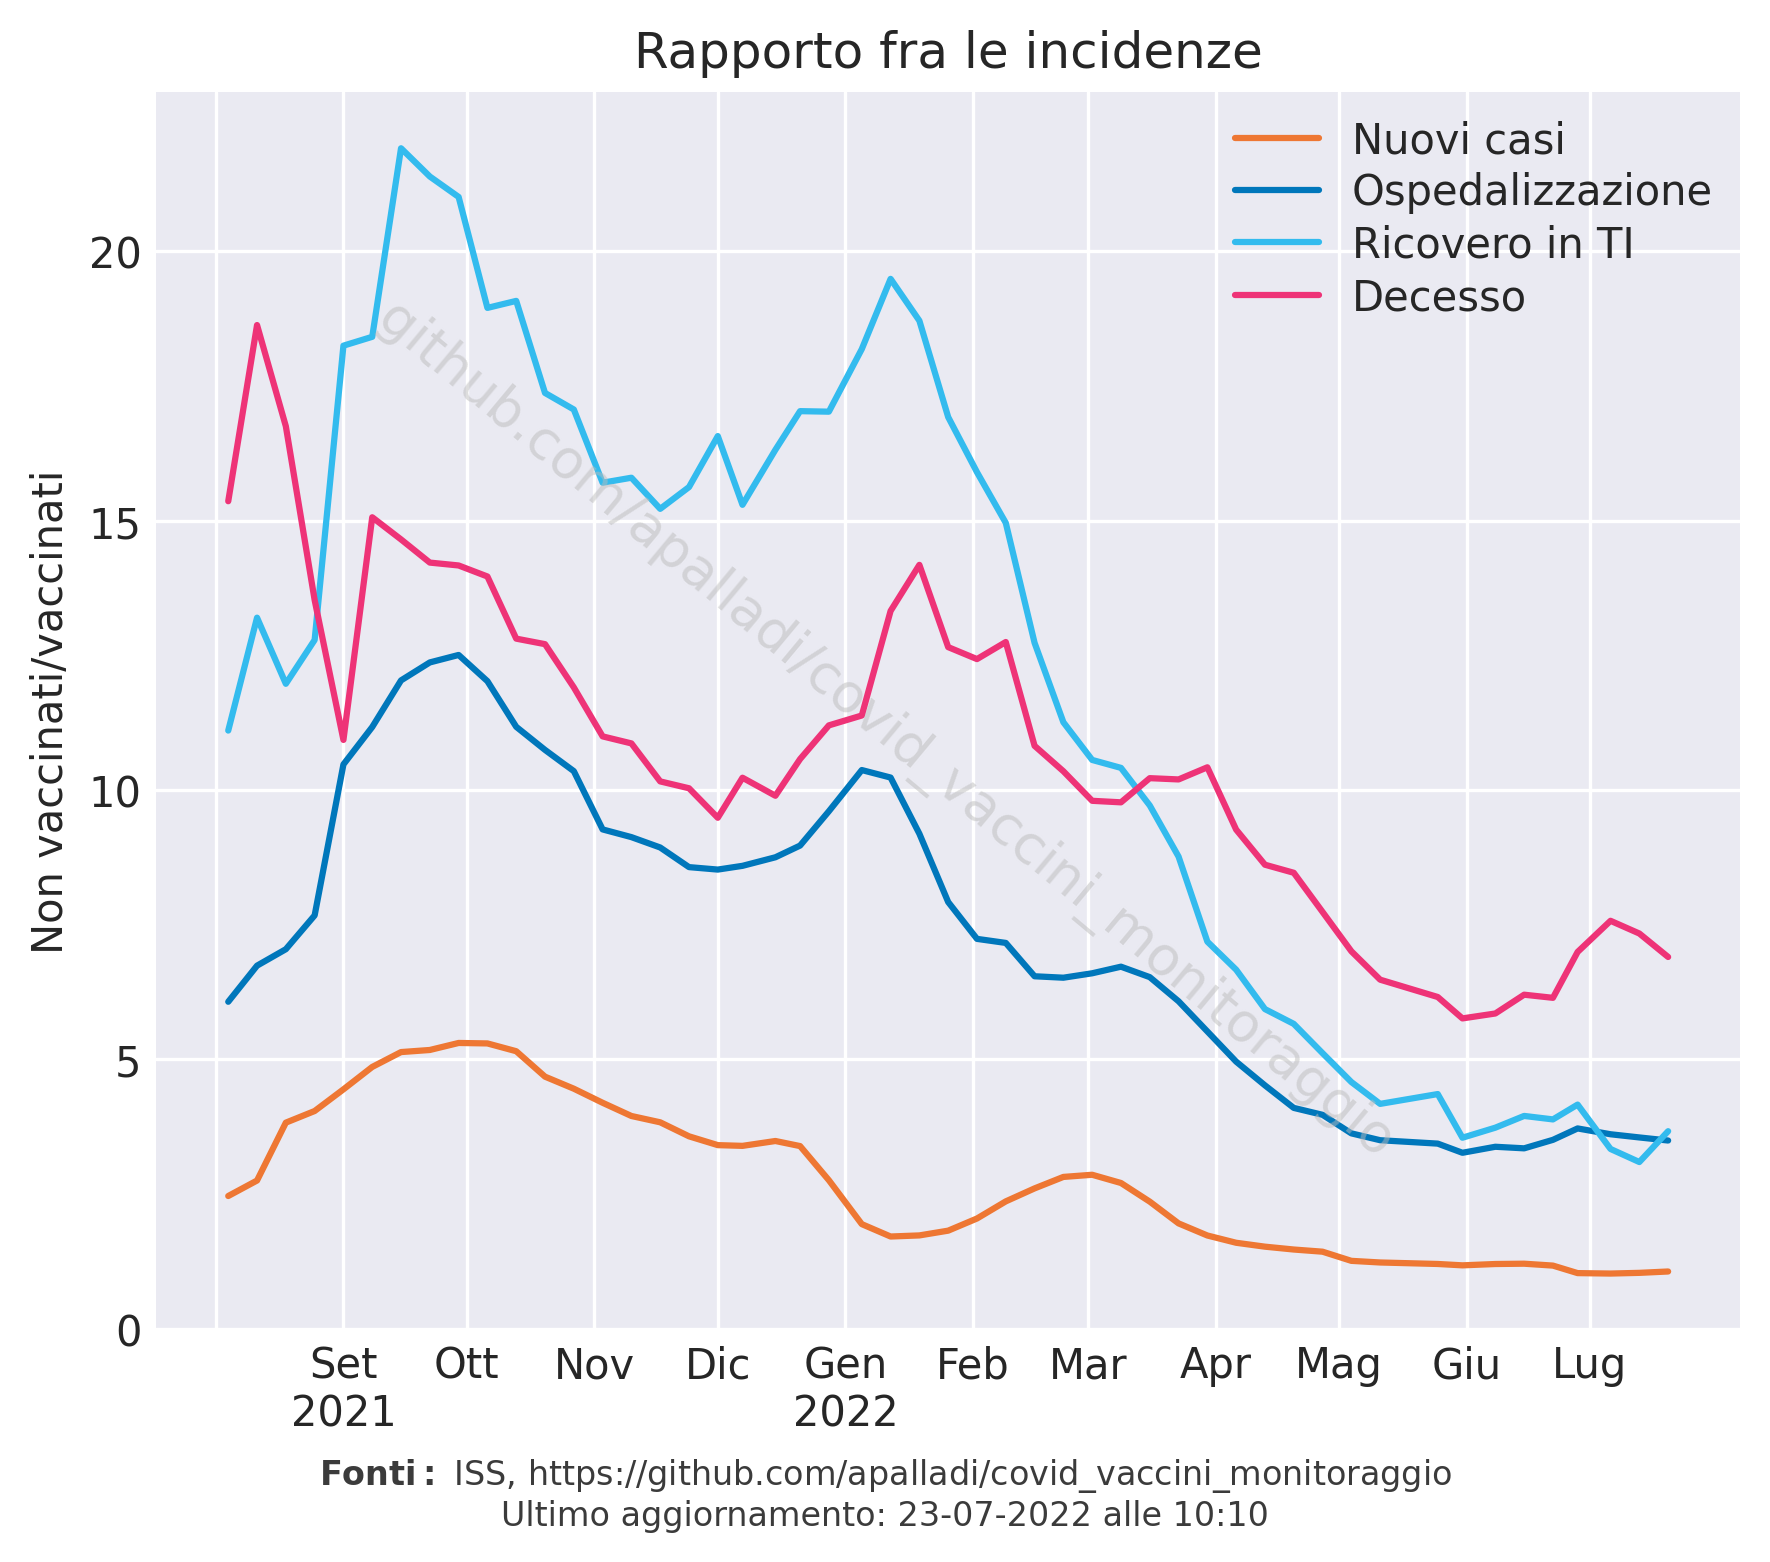 Rapporto fra le incidenze
Nuovi casi
Ospedalizzazione
Ricovero in TI
Decesso
Non vaccinati/vaccinati
20
15
10
5
0
github.com/apalladi/covid_vaccini_monitoraggio
Set Ott Nov Dic Gen Feb Mar Apr Mag Giu Lug
2021 2022
Fonti: ISS, https://github.com/apalladi/covid_vaccini_monitoraggio
Ultimo aggiornamento: 23-07-2022 alle 10:10